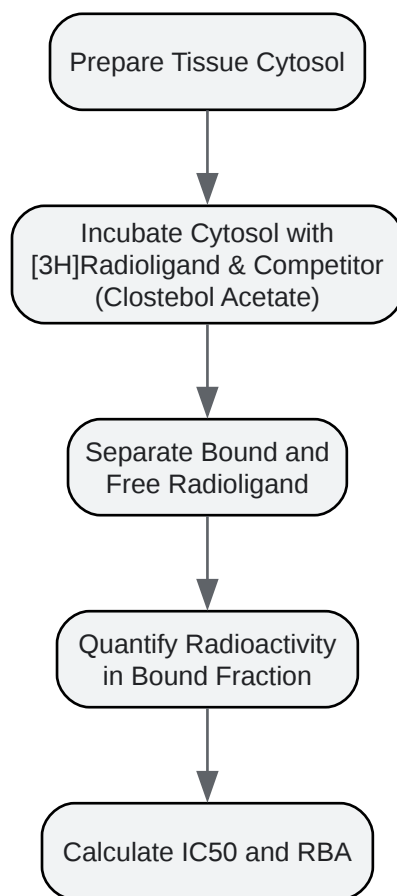 Prepare Tissue Cytosol
Incubate Cytosol with
[3H]Radioligand & Competitor
(Clostebol Acetate)
Separate Bound and
Free Radioligand
Quantify Radioactivity
in Bound Fraction
Calculate IC50 and RBA